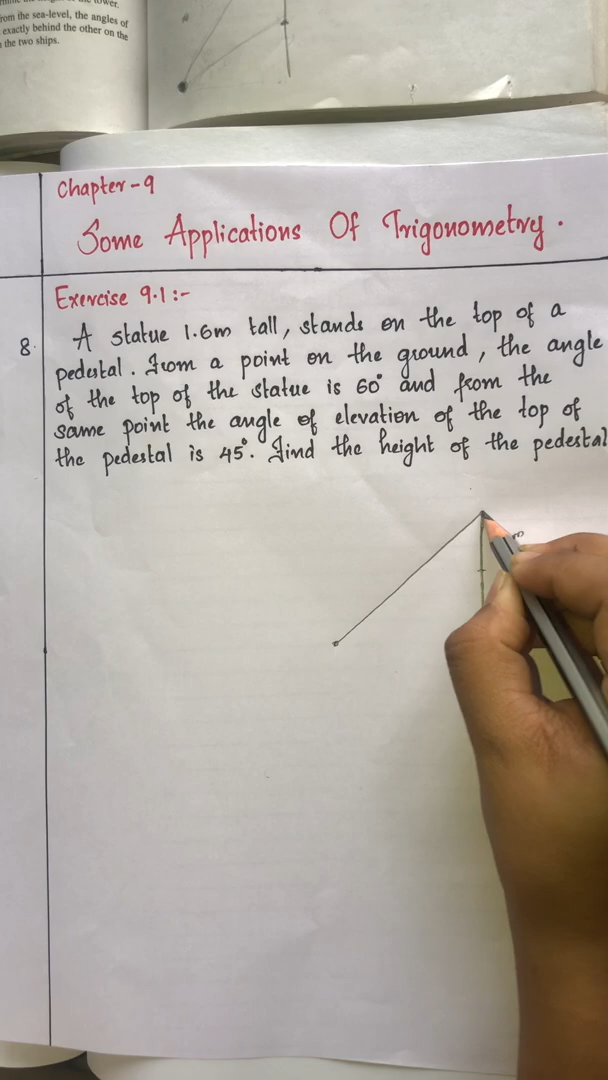 tower.
rom the sea-level, the angles of
exactly behind the other on the
the two ships.
Chapter-9
Some Applications Of Trigonometry.
Exercise 9.1:-
8.
A statue 1.6m tall, stands on the top of a
pedestal. From a point on the ground, the angle
of the top of the statue is 60° and from the
same point the angle of elevation of the top of
the pedestal is 45°. Find the height of the pedestal